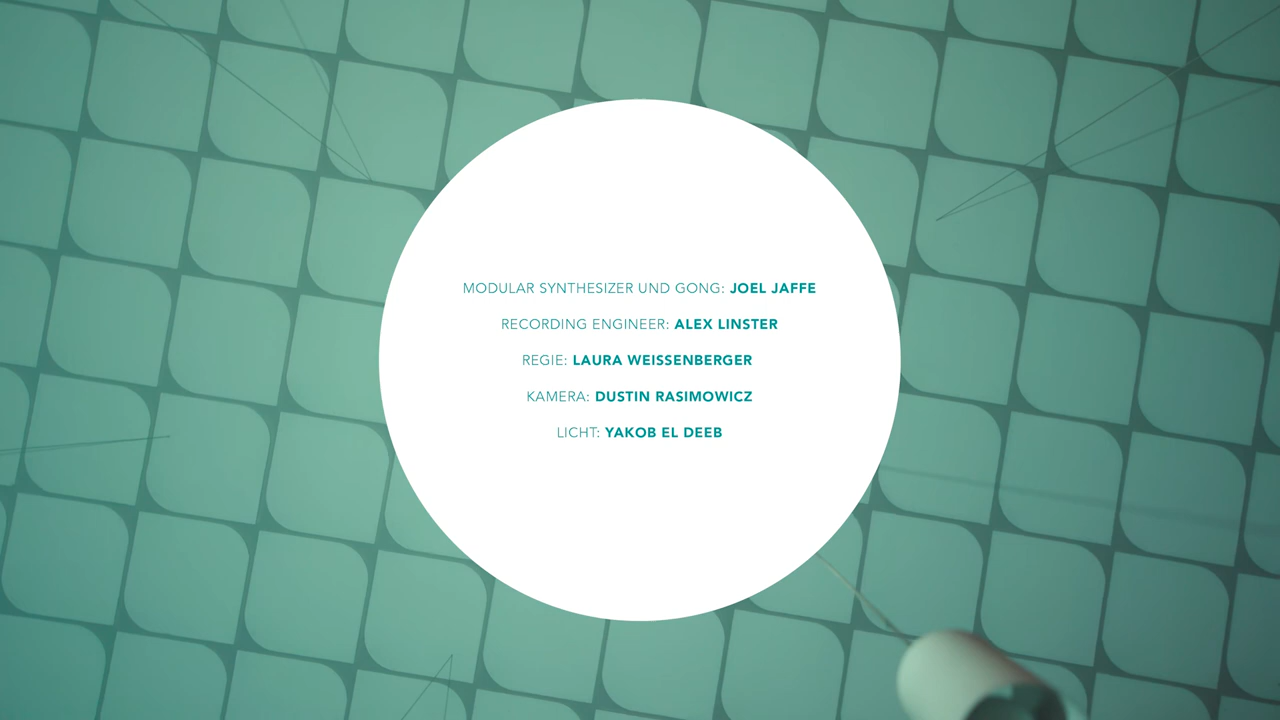 MODULAR SYNTHESIZER UND GONG: JOEL JAFFE
RECORDING ENGINEER: ALEX LINSTER
REGIE: LAURA WEISSENBERGER
KAMERA: DUSTIN RASIMOWICZ
LICHT: YAKOB EL DEEB